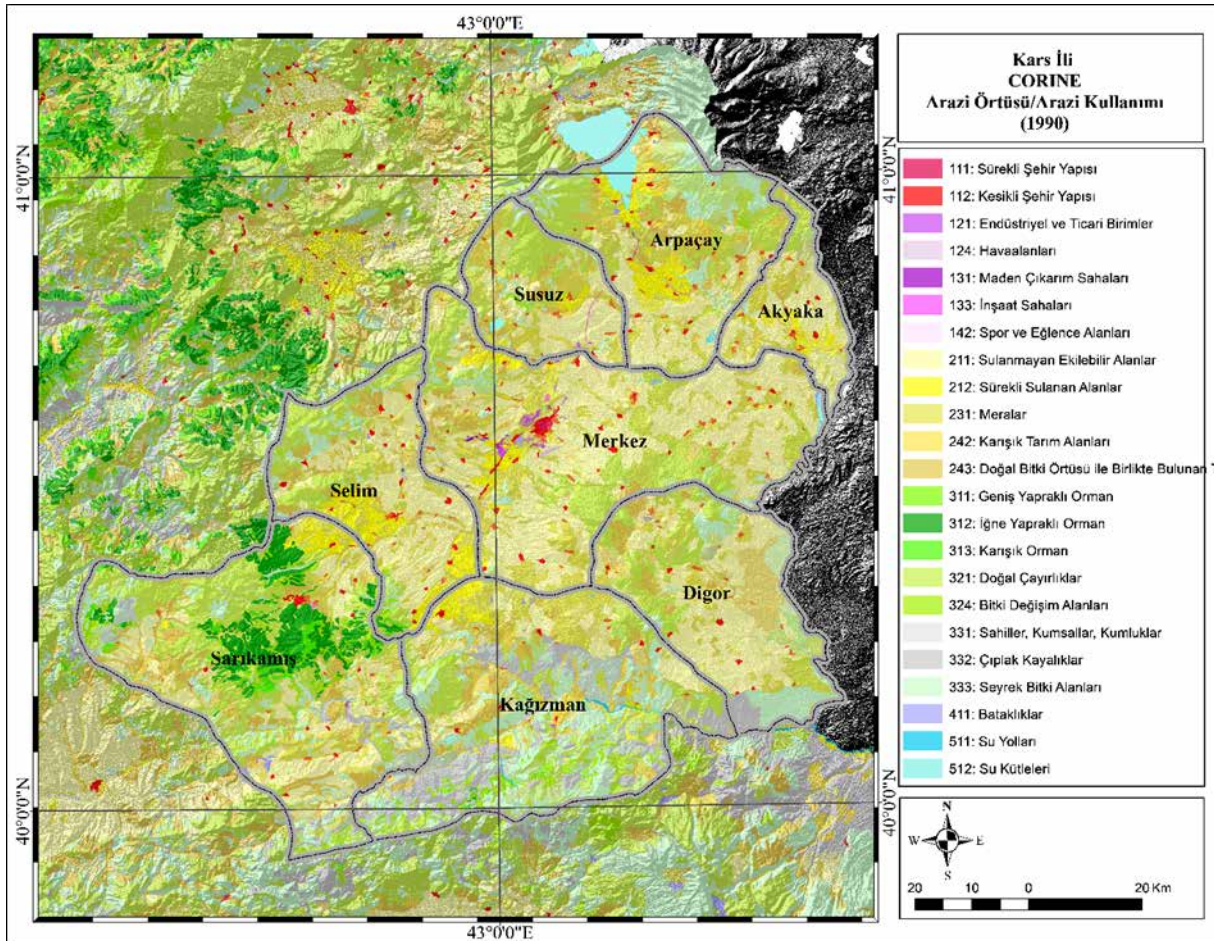 43°0'0"E
41°0'0"N
40°0'0"N
41°0'0"N
40°0'0"N
43°0'0"E
Arpaçay
Susuz
Akyaka
Merkez
Selim
Digor
Sarıkamış
Kağızman
Kars İli
CORINE
Arazi Örtüsü/Arazi Kullanımı
(1990)
111: Sürekli Şehir Yapısı
112: Kesikli Şehir Yapısı
121: Endüstriyel ve Ticari Birimler
124: Havaalanları
131: Maden Çıkarım Sahaları
133: İnşaat Sahaları
142: Spor ve Eğlence Alanları
211: Sulanmayan Ekilebilir Alanlar
212: Sürekli Sulanan Alanlar
231: Meralar
242: Karışık Tarım Alanları
243: Doğal Bitki Örtüsü ile Birlikte Bulunan
311: Geniş Yapraklı Orman
312: İğne Yapraklı Orman
313: Karışık Orman
321: Doğal Çayırlıklar
324: Bitki Değişim Alanları
331: Sahiller, Kumsallar, Kumluklar
332: Çıplak Kayalıklar
333: Seyrek Bitki Alanları
411: Bataklıklar
511: Su Yolları
512: Su Kütleleri
N
W E
S
20 10 0 20 Km